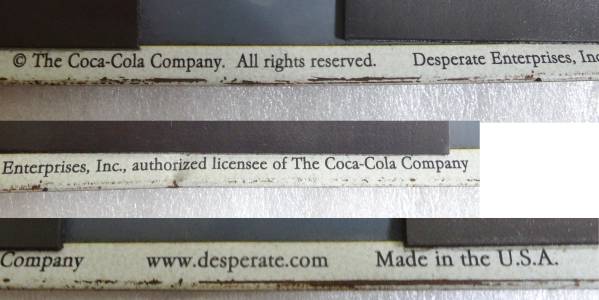 © The Coca-Cola Company. All rights reserved. Desperate Enterprises, Inc
Enterprises, Inc., authorized licensee of The Coca-Cola Company
Company www.desperate.com Made in the U.S.A.